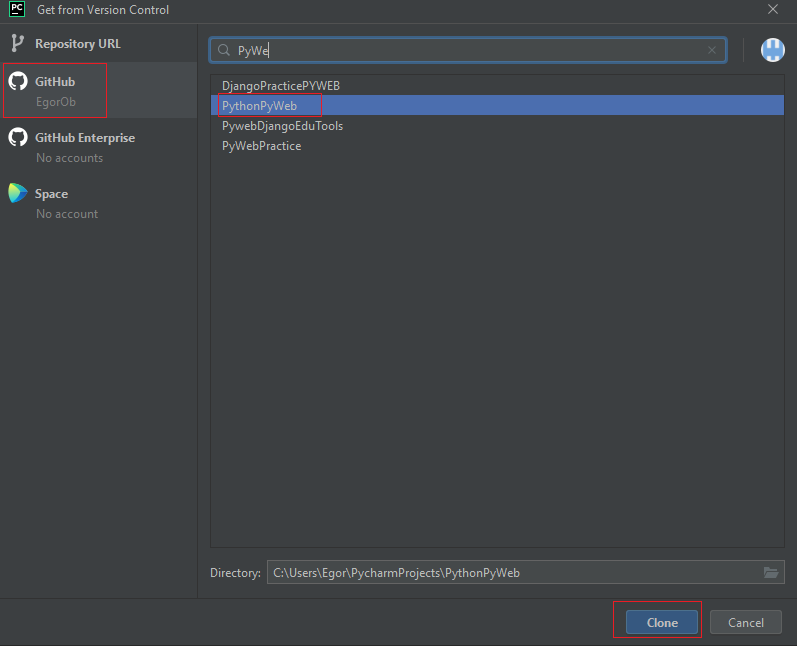 PC
Get from Version Control
Repository URL
GitHub
EgorOb
GitHub Enterprise
No accounts
Space
No account
PyWe
DjangoPracticePYWEB
PythonPyWeb
PywebDjangoEduTools
PyWebPractice
Directory: C:\Users\Egor\PycharmProjects\PythonPyWeb
Clone Cancel